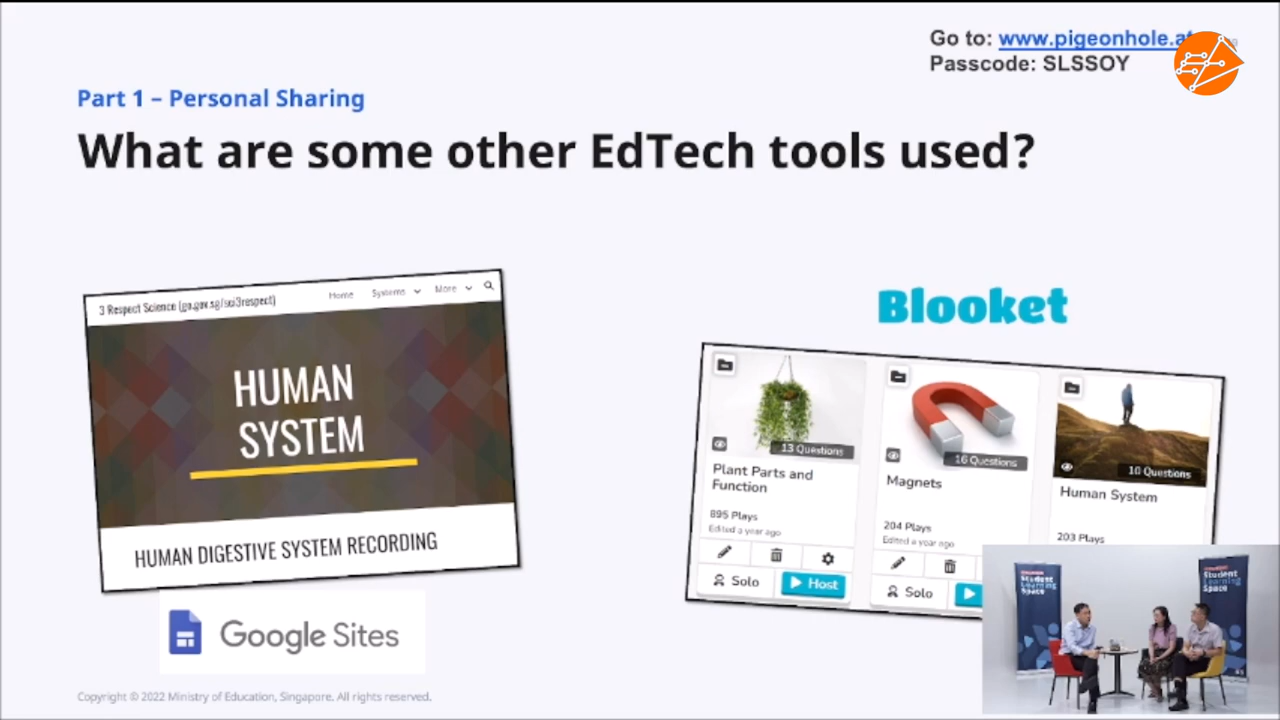 Go to: www.pigeonhole.at
Passcode: SLSSOY
Part 1 – Personal Sharing
What are some other EdTech tools used?
3 Respect Science (go.gov.sg/sci3respect)
Home
Systems
More
HUMAN
SYSTEM
HUMAN DIGESTIVE SYSTEM RECORDING
Google Sites
Blooket
13 Questions
Plant Parts and
Function
895 Plays
Edited a year ago
Solo
Host
16 Questions
Magnets
204 Plays
Edited a year ago
Solo
10 Questions
Human System
203 Plays
Student
Learning
Space
Student
Learning
Space
Copyright © 2022 Ministry of Education, Singapore. All rights reserved.